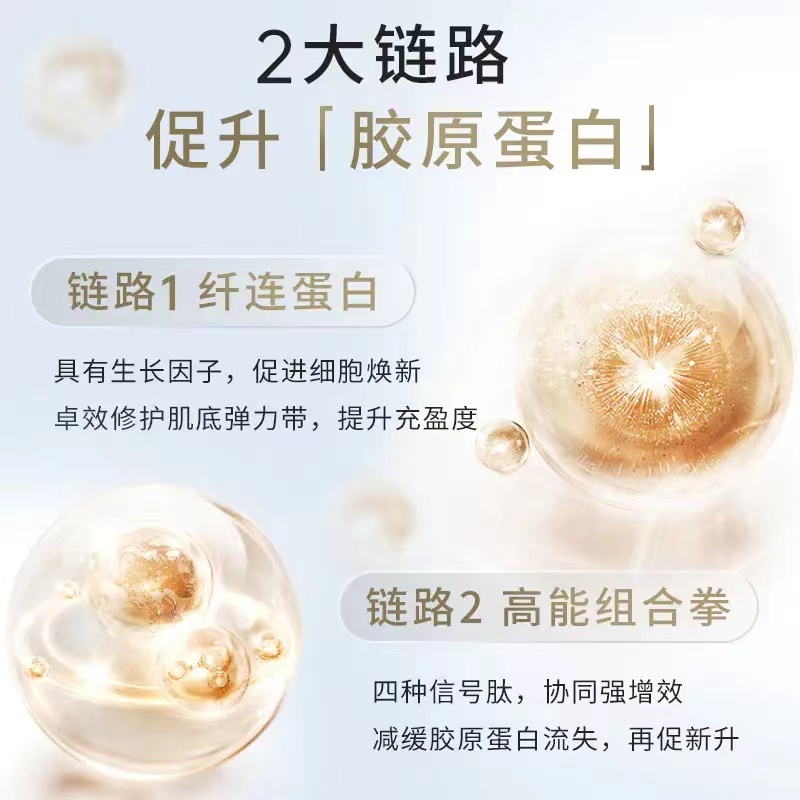 2大链路
促升「胶原蛋白」
链路1 纤连蛋白
具有生长因子，促进细胞焕新
卓效修护肌底弹力带，提升充盈度
链路2 高能组合拳
四种信号肽，协同强增效
减缓胶原蛋白流失，再促新升